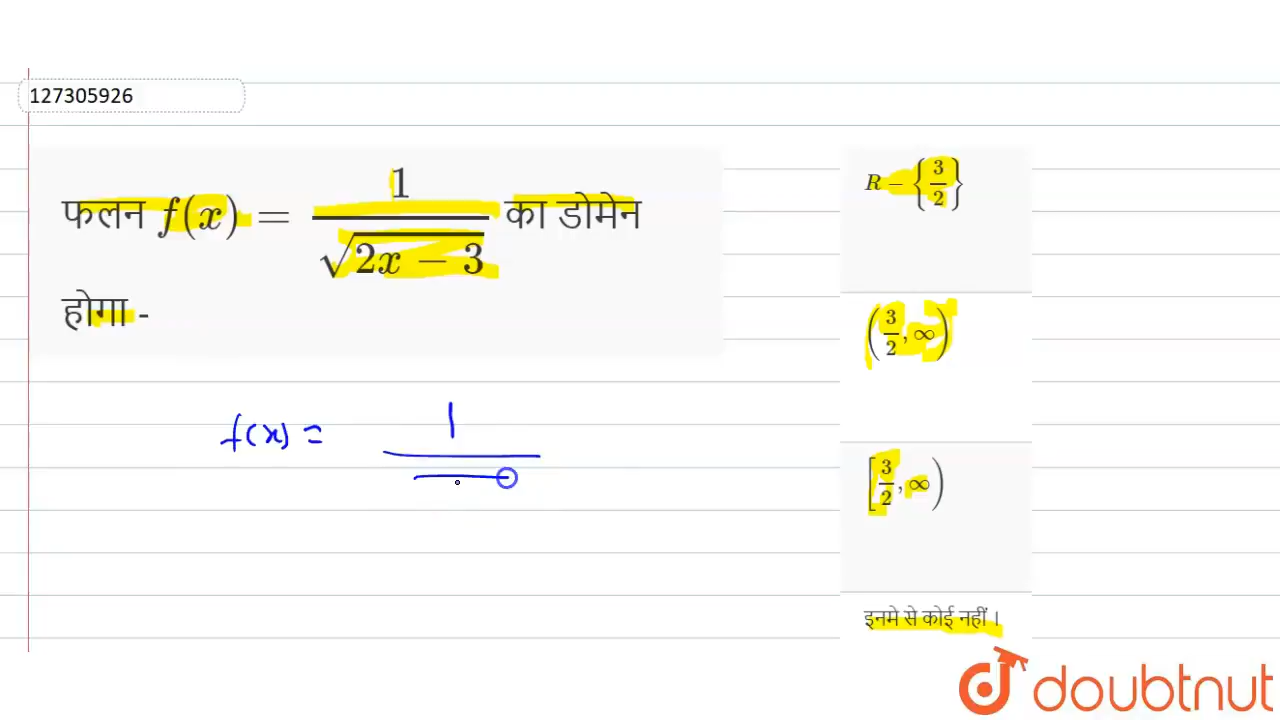 127305926
फलन f(x) = 1/√(2x − 3) का डोमेन
होगा -
f(x) = 1
R − {3/2}
(3/2, ∞)
[3/2, ∞)
इनमे से कोई नहीं ।
doubtnut